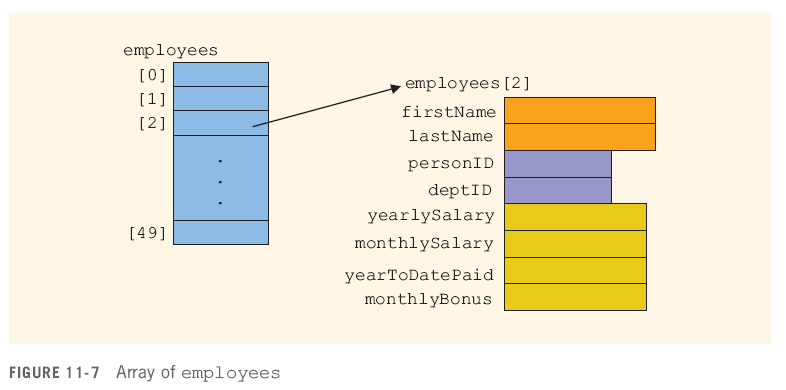 employees
[0]
[1]
[2]
[49]
employees[2]
firstName
lastName
personID
deptID
yearlySalary
monthlySalary
yearToDatePaid
monthlyBonus
FIGURE 11-7 Array of employees